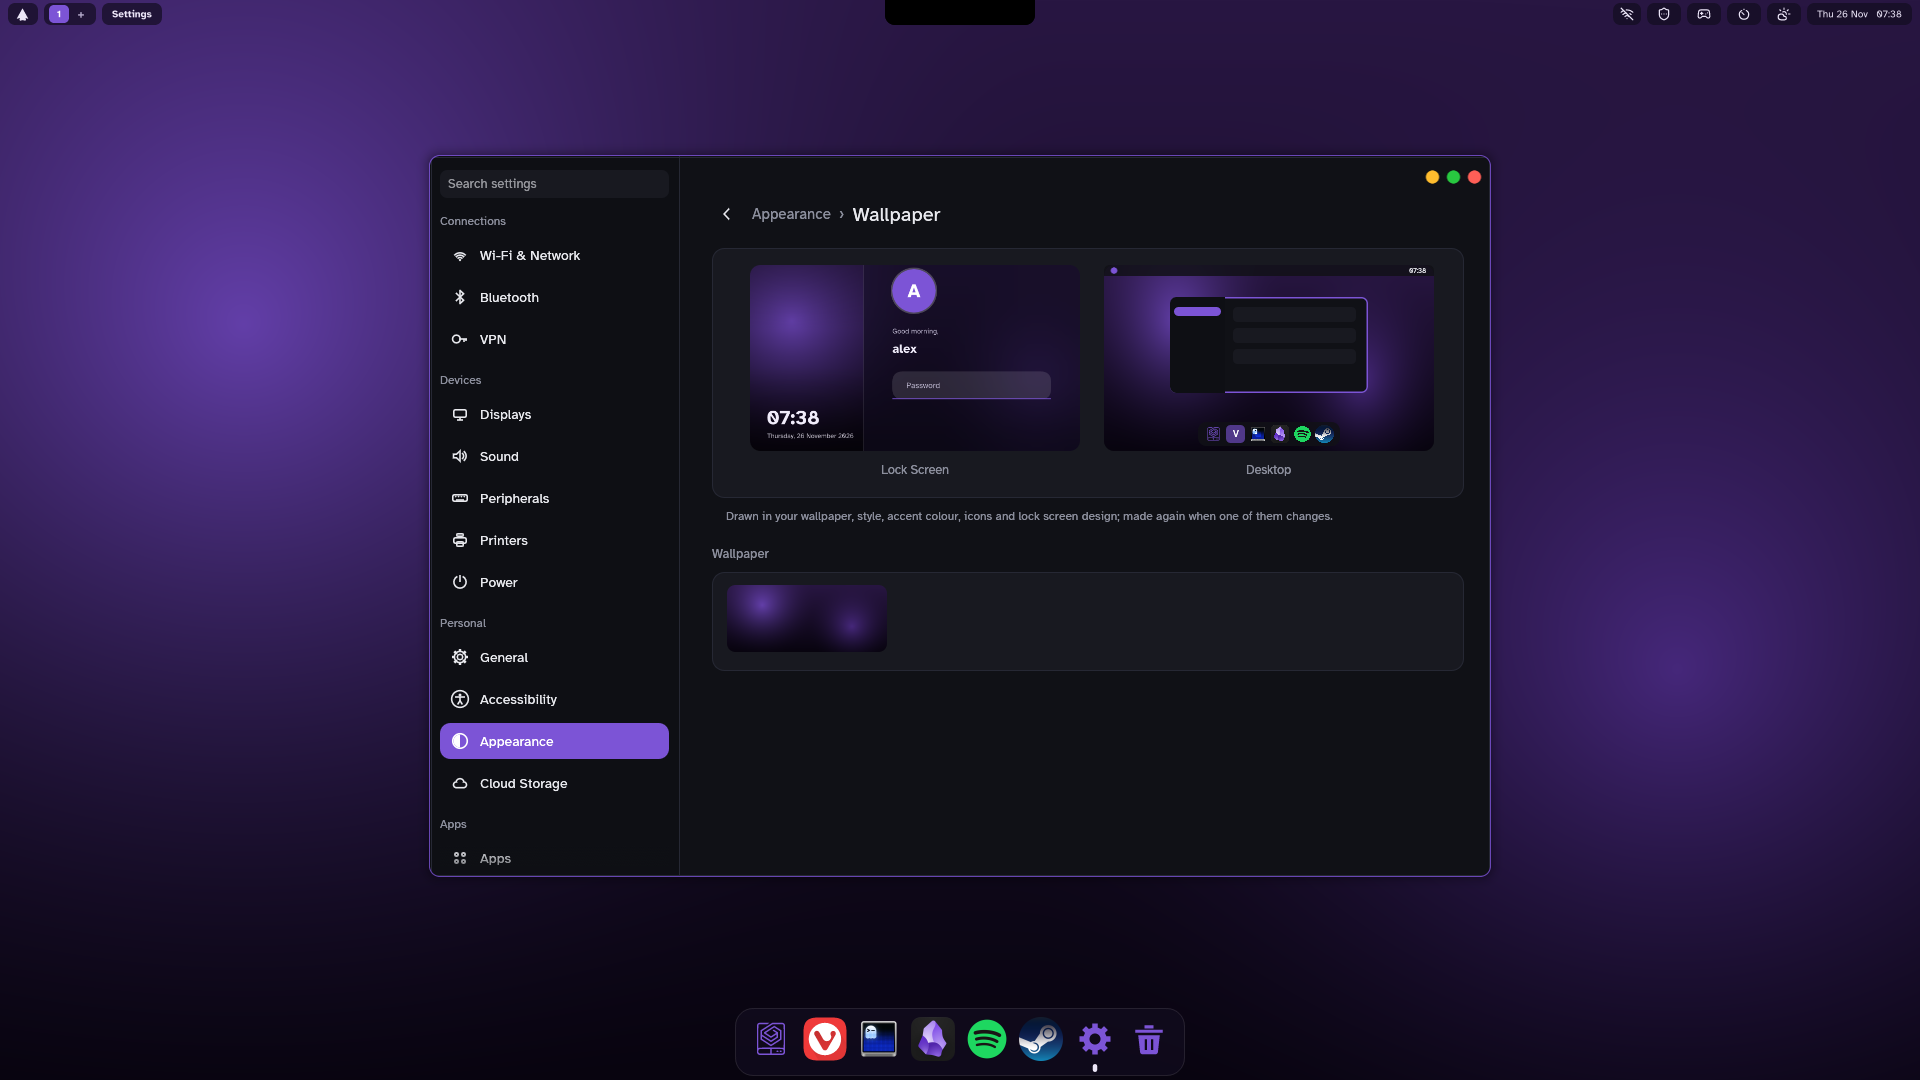 1 + Settings
Thu 26 Nov 07:38
Search settings
Connections
Wi-Fi & Network
Bluetooth
VPN
Devices
Displays
Sound
Peripherals
Printers
Power
Personal
General
Accessibility
Appearance
Cloud Storage
Apps
Apps
Appearance › Wallpaper
A
Good morning,
alex
Password
07:38
Thursday, 26 November 2026
Lock Screen
07:38
V
Desktop
Drawn in your wallpaper, style, accent colour, icons and lock screen design; made again when one of them changes.
Wallpaper